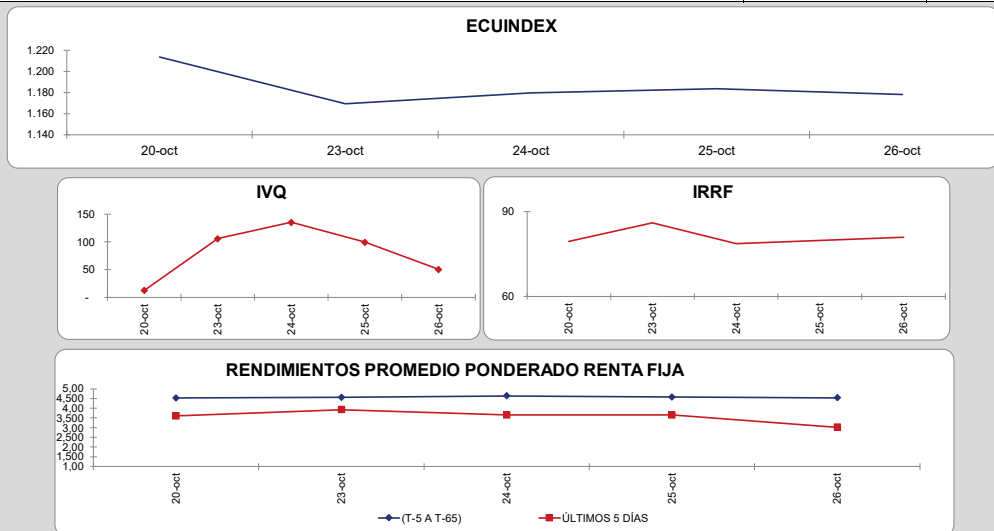 ECUINDEX
1.220
1.200
1.180
1.160
1.140
20-oct 23-oct 24-oct 25-oct 26-oct
IVQ
150
100
50
-
20-oct 23-oct 24-oct 25-oct 26-oct
IRRF
90
60
20-oct 23-oct 24-oct 25-oct 26-oct
RENDIMIENTOS PROMEDIO PONDERADO RENTA FIJA
5,00
4,500
4,00
3,500
3,00
2,500
2,00
1,500
1,00
20-oct 23-oct 24-oct 25-oct 26-oct
(T-5 A T-65) ÚLTIMOS 5 DÍAS